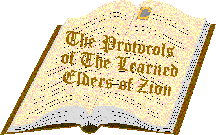 The Protocols
of The Learned
Elders of Zion